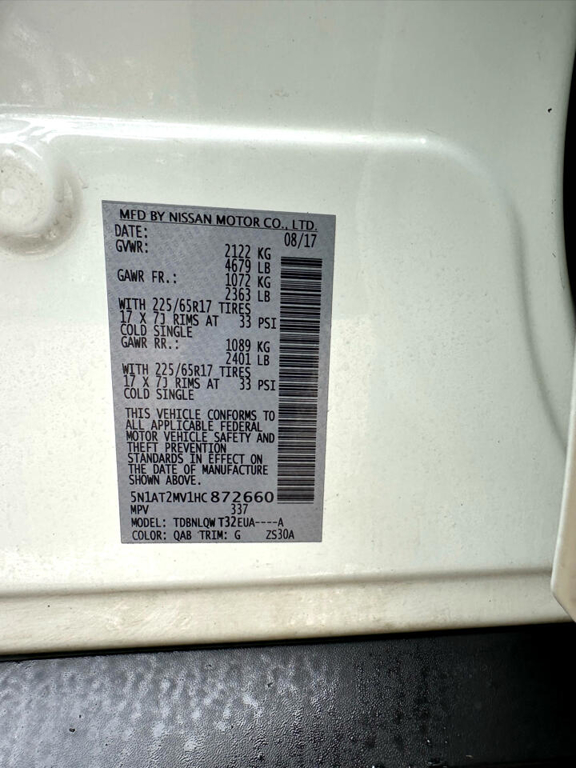 MFD BY NISSAN MOTOR CO., LTD.
DATE: 08/17
GVWR: 2122 KG
4679 LB
GAWR FR.: 1072 KG
2363 LB
WITH 225/65R17 TIRES
17 X 7J RIMS AT 33 PSI
COLD SINGLE
GAWR RR.: 1089 KG
2401 LB
WITH 225/65R17 TIRES
17 X 7J RIMS AT 33 PSI
COLD SINGLE
THIS VEHICLE CONFORMS TO
ALL APPLICABLE FEDERAL
MOTOR VEHICLE SAFETY AND
THEFT PREVENTION
STANDARDS IN EFFECT ON
THE DATE OF MANUFACTURE
SHOWN ABOVE.
5N1AT2MV1HC872660
MPV 337
MODEL: TDBNLQWT32EUA----A
COLOR: QAB TRIM: G ZS30A